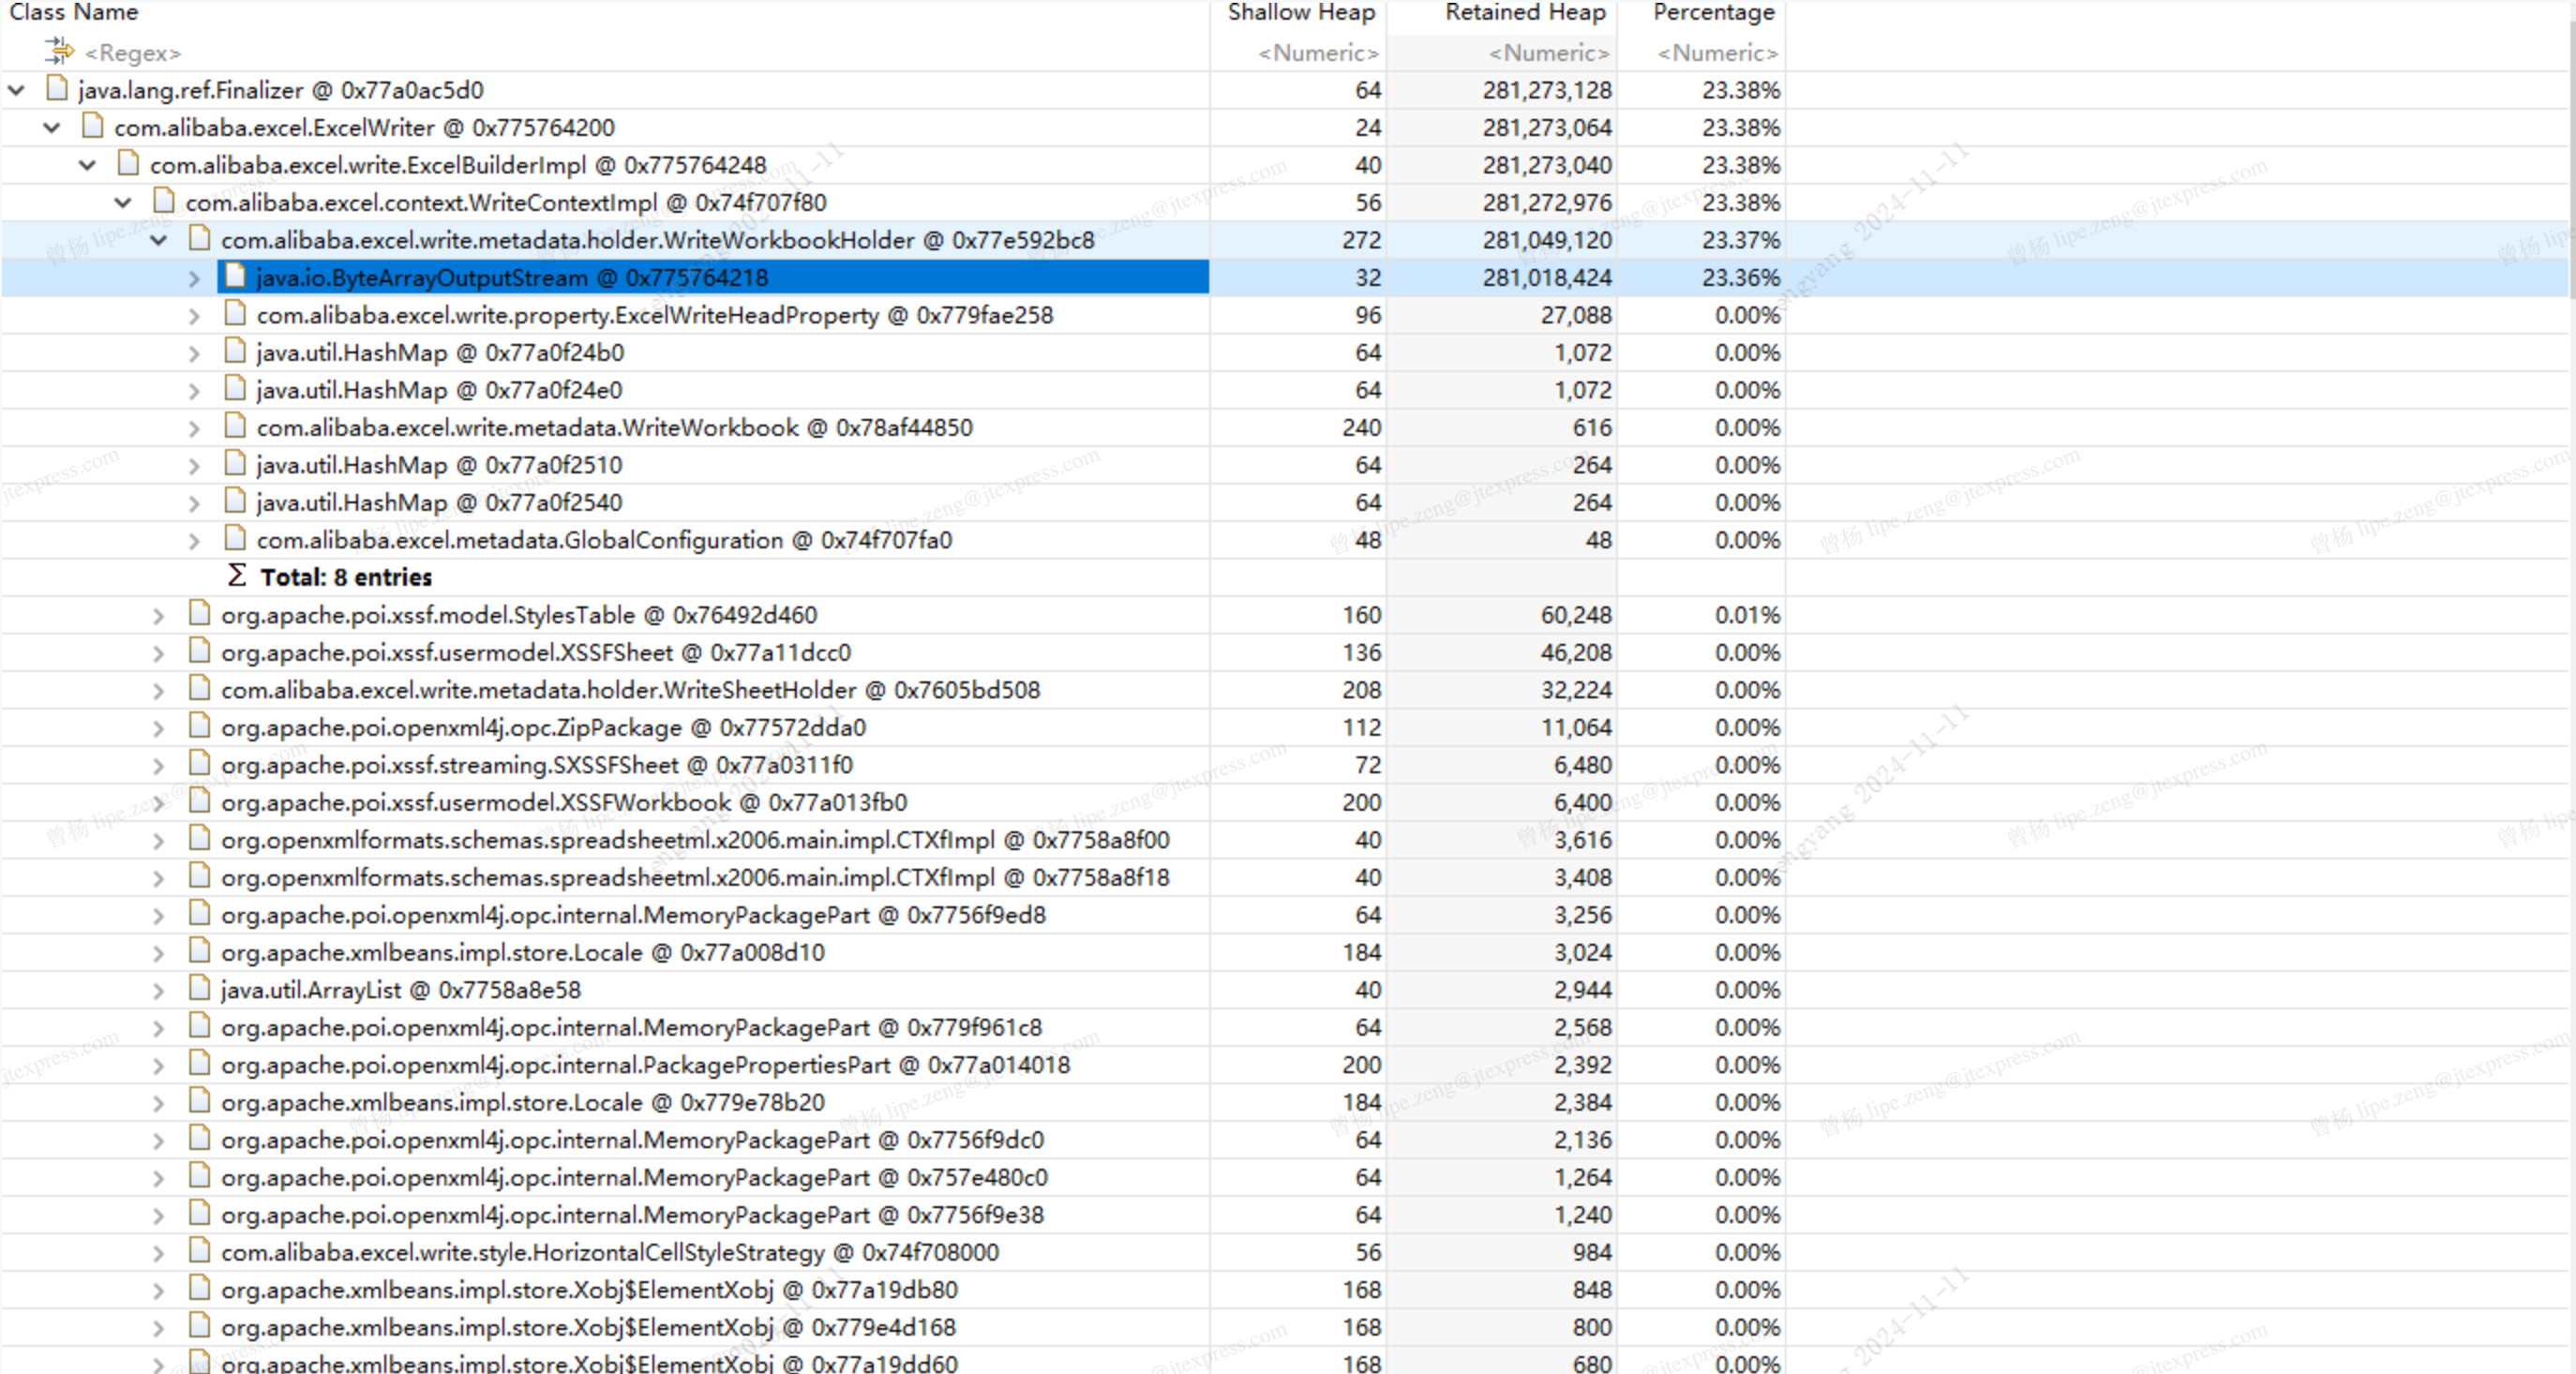 Class Name Shallow Heap Retained Heap Percentage
<Regex> <Numeric> <Numeric> <Numeric>
java.lang.ref.Finalizer @ 0x77a0ac5d0 64 281,273,128 23.38%
com.alibaba.excel.ExcelWriter @ 0x775764200 24 281,273,064 23.38%
com.alibaba.excel.write.ExcelBuilderImpl @ 0x775764248 40 281,273,040 23.38%
com.alibaba.excel.context.WriteContextImpl @ 0x74f707f80 56 281,272,976 23.38%
com.alibaba.excel.write.metadata.holder.WriteWorkbookHolder @ 0x77e592bc8 272 281,049,120 23.37%
java.io.ByteArrayOutputStream @ 0x775764218 32 281,018,424 23.36%
com.alibaba.excel.write.property.ExcelWriteHeadProperty @ 0x779fae258 96 27,088 0.00%
java.util.HashMap @ 0x77a0f24b0 64 1,072 0.00%
java.util.HashMap @ 0x77a0f24e0 64 1,072 0.00%
com.alibaba.excel.write.metadata.WriteWorkbook @ 0x78af44850 240 616 0.00%
java.util.HashMap @ 0x77a0f2510 64 264 0.00%
java.util.HashMap @ 0x77a0f2540 64 264 0.00%
com.alibaba.excel.metadata.GlobalConfiguration @ 0x74f707fa0 48 48 0.00%
Σ Total: 8 entries
org.apache.poi.xssf.model.StylesTable @ 0x76492d460 160 60,248 0.01%
org.apache.poi.xssf.usermodel.XSSFSheet @ 0x77a11dcc0 136 46,208 0.00%
com.alibaba.excel.write.metadata.holder.WriteSheetHolder @ 0x7605bd508 208 32,224 0.00%
org.apache.poi.openxml4j.opc.ZipPackage @ 0x77572dda0 112 11,064 0.00%
org.apache.poi.xssf.streaming.SXSSFSheet @ 0x77a0311f0 72 6,480 0.00%
org.apache.poi.xssf.usermodel.XSSFWorkbook @ 0x77a013fb0 200 6,400 0.00%
org.openxmlformats.schemas.spreadsheetml.x2006.main.impl.CTXfImpl @ 0x7758a8f00 40 3,616 0.00%
org.openxmlformats.schemas.spreadsheetml.x2006.main.impl.CTXfImpl @ 0x7758a8f18 40 3,408 0.00%
org.apache.poi.openxml4j.opc.internal.MemoryPackagePart @ 0x7756f9ed8 64 3,256 0.00%
org.apache.xmlbeans.impl.store.Locale @ 0x77a008d10 184 3,024 0.00%
java.util.ArrayList @ 0x7758a8e58 40 2,944 0.00%
org.apache.poi.openxml4j.opc.internal.MemoryPackagePart @ 0x779f961c8 64 2,568 0.00%
org.apache.poi.openxml4j.opc.internal.PackagePropertiesPart @ 0x77a014018 200 2,392 0.00%
org.apache.xmlbeans.impl.store.Locale @ 0x779e78b20 184 2,384 0.00%
org.apache.poi.openxml4j.opc.internal.MemoryPackagePart @ 0x7756f9dc0 64 2,136 0.00%
org.apache.poi.openxml4j.opc.internal.MemoryPackagePart @ 0x757e480c0 64 1,264 0.00%
org.apache.poi.openxml4j.opc.internal.MemoryPackagePart @ 0x7756f9e38 64 1,240 0.00%
com.alibaba.excel.write.style.HorizontalCellStyleStrategy @ 0x74f708000 56 984 0.00%
org.apache.xmlbeans.impl.store.Xobj$ElementXobj @ 0x77a19db80 168 848 0.00%
org.apache.xmlbeans.impl.store.Xobj$ElementXobj @ 0x779e4d168 168 800 0.00%
org.apache.xmlbeans.impl.store.Xobj$ElementXobj @ 0x77a19dd60 168 680 0.00%
曾杨 lipe.zeng@jtexpress.com
2024-11-11